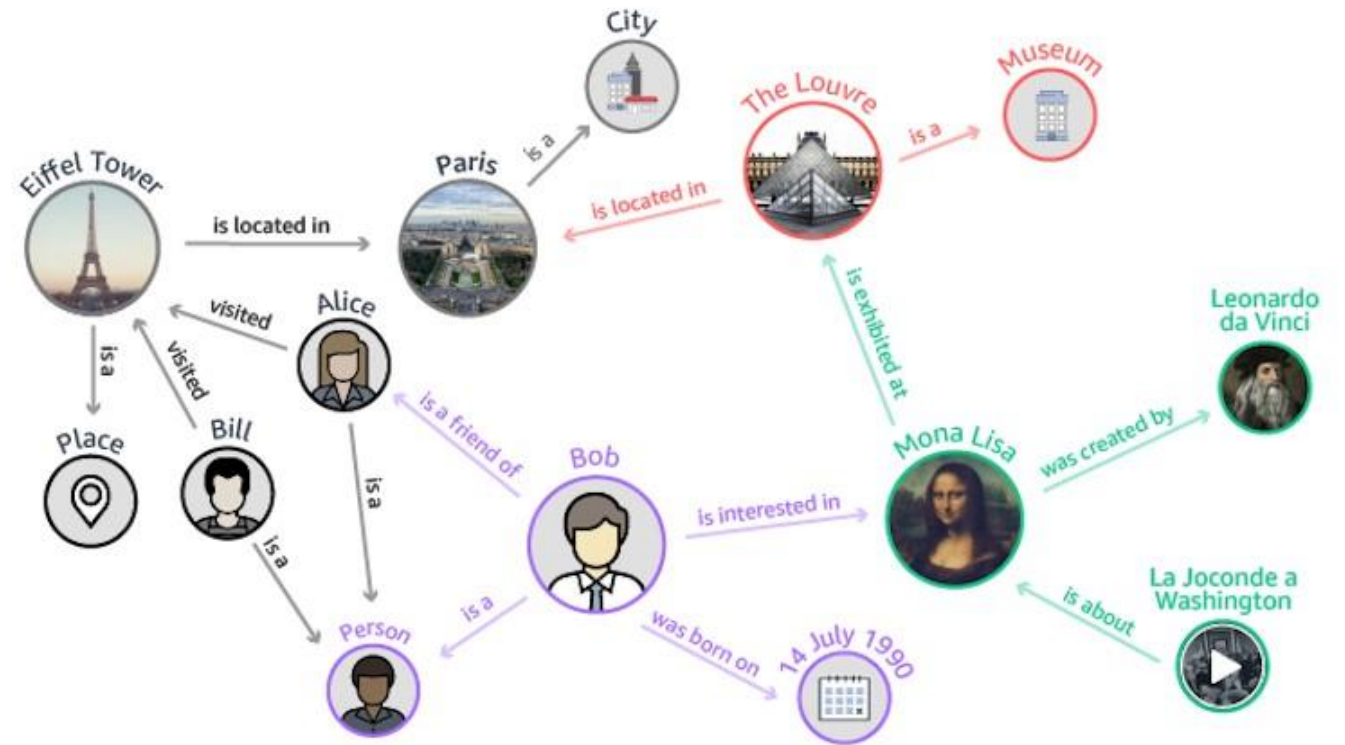 City
The Louvre
Museum
is a
is a
Eiffel Tower
Paris
is located in
is located in
Alice
visited
visited
is a
is exhibited at
Leonardo
da Vinci
Place
Bill
is a friend of
Bob
Mona Lisa
was created by
is a
is interested in
is a
La Joconde a
Washington
is about
is a
Person
was born on
14 July 1990